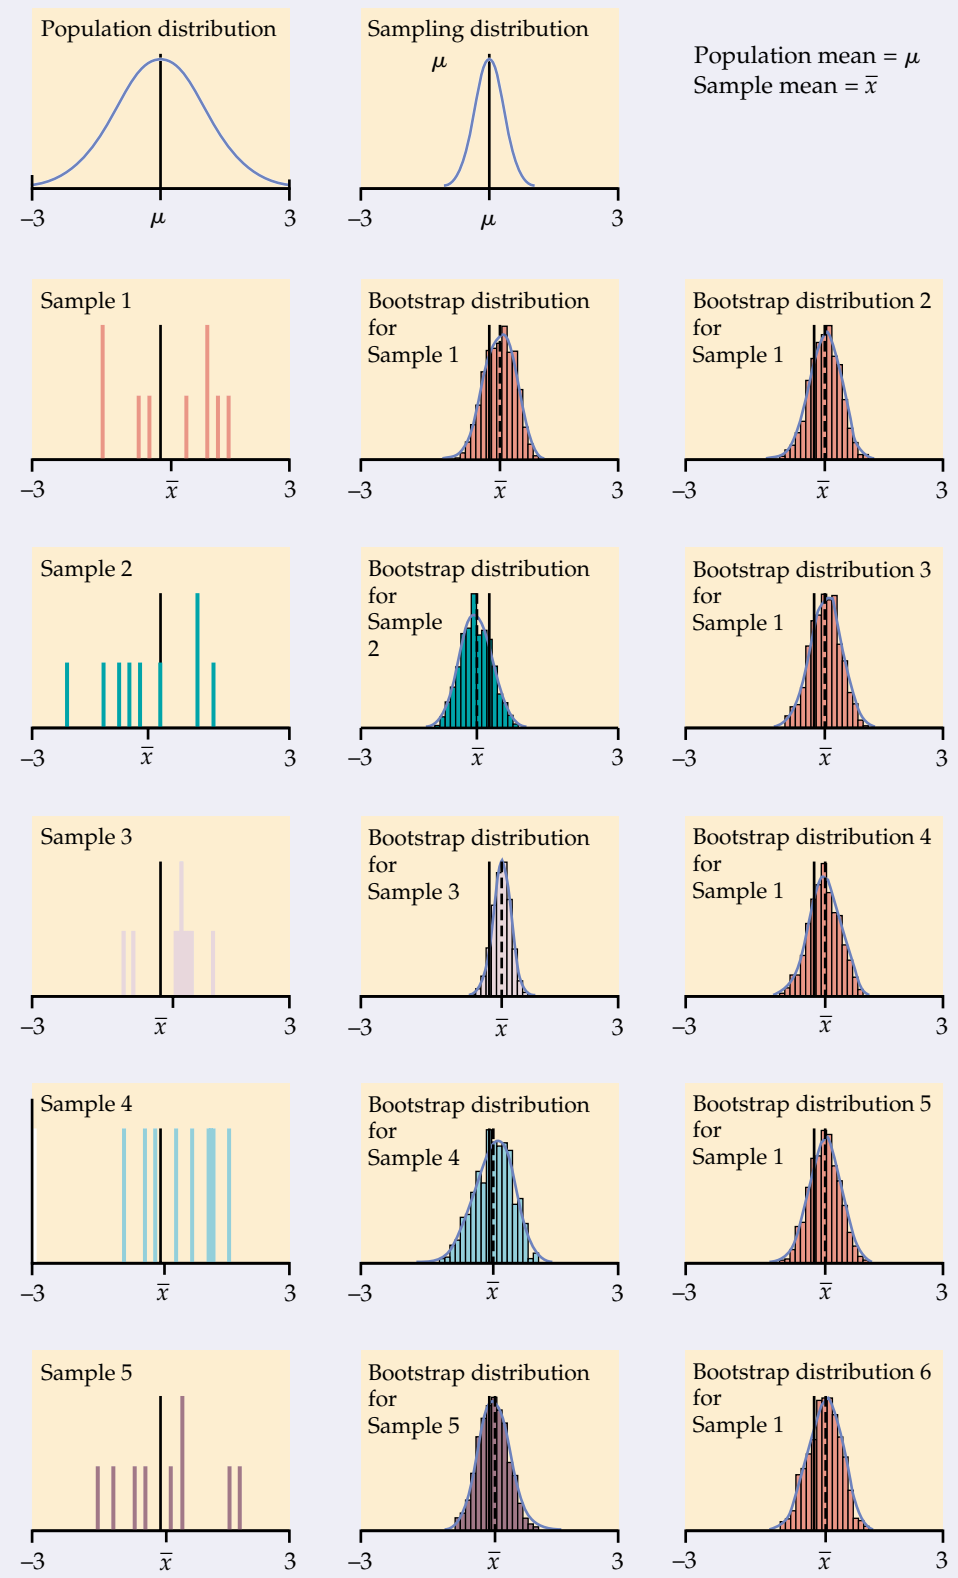 Population distribution
–3
μ
3
Sampling distribution
μ
–3
μ
3
Population mean = μ
Sample mean = x̅
Sample 1
–3
x̅
3
Bootstrap distribution
for
Sample 1
–3
x̅
3
Bootstrap distribution 2
for
Sample 1
–3
x̅
3
Sample 2
–3
x̅
3
Bootstrap distribution
for
Sample
2
–3
x̅
3
Bootstrap distribution 3
for
Sample 1
–3
x̅
3
Sample 3
–3
x̅
3
Bootstrap distribution
for
Sample 3
–3
x̅
3
Bootstrap distribution 4
for
Sample 1
–3
x̅
3
Sample 4
–3
x̅
3
Bootstrap distribution
for
Sample 4
–3
x̅
3
Bootstrap distribution 5
for
Sample 1
–3
x̅
3
Sample 5
–3
x̅
3
Bootstrap distribution
for
Sample 5
–3
x̅
3
Bootstrap distribution 6
for
Sample 1
–3
x̅
3